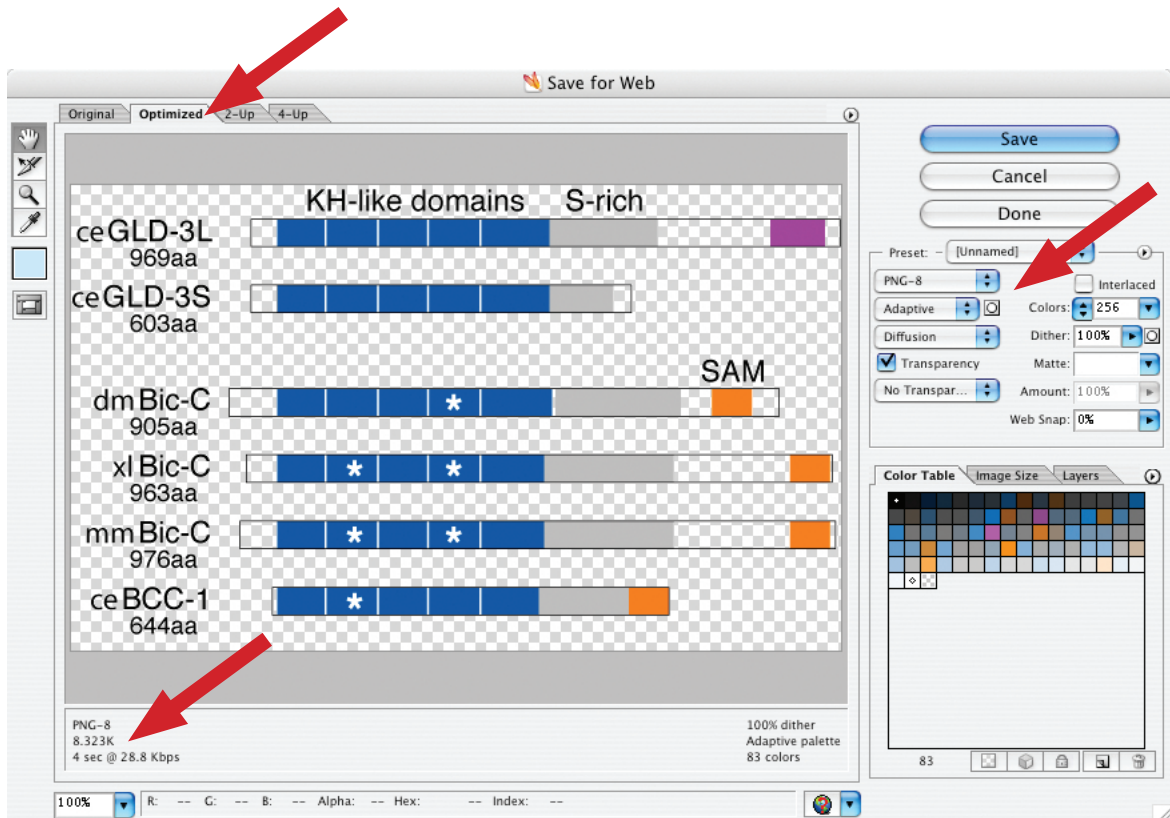 Save for Web
Original Optimized 2-Up 4-Up
KH-like domains S-rich
ceGLD-3L
969aa
ceGLD-3S
603aa
SAM
dmBic-C
* 
905aa
xlBic-C
* *
963aa
mmBic-C
* *
976aa
ceBCC-1
*
644aa
PNG-8
8.323K
4 sec @ 28.8 Kbps
100% dither
Adaptive palette
83 colors
100% R: -- G: -- B: -- Alpha: -- Hex: -- Index: --
Save
Cancel
Done
Preset: [Unnamed]
PNG-8 Interlaced
Adaptive Colors: 256
Diffusion Dither: 100%
Transparency Matte:
No Transpar... Amount: 100%
Web Snap: 0%
Color Table Image Size Layers
83